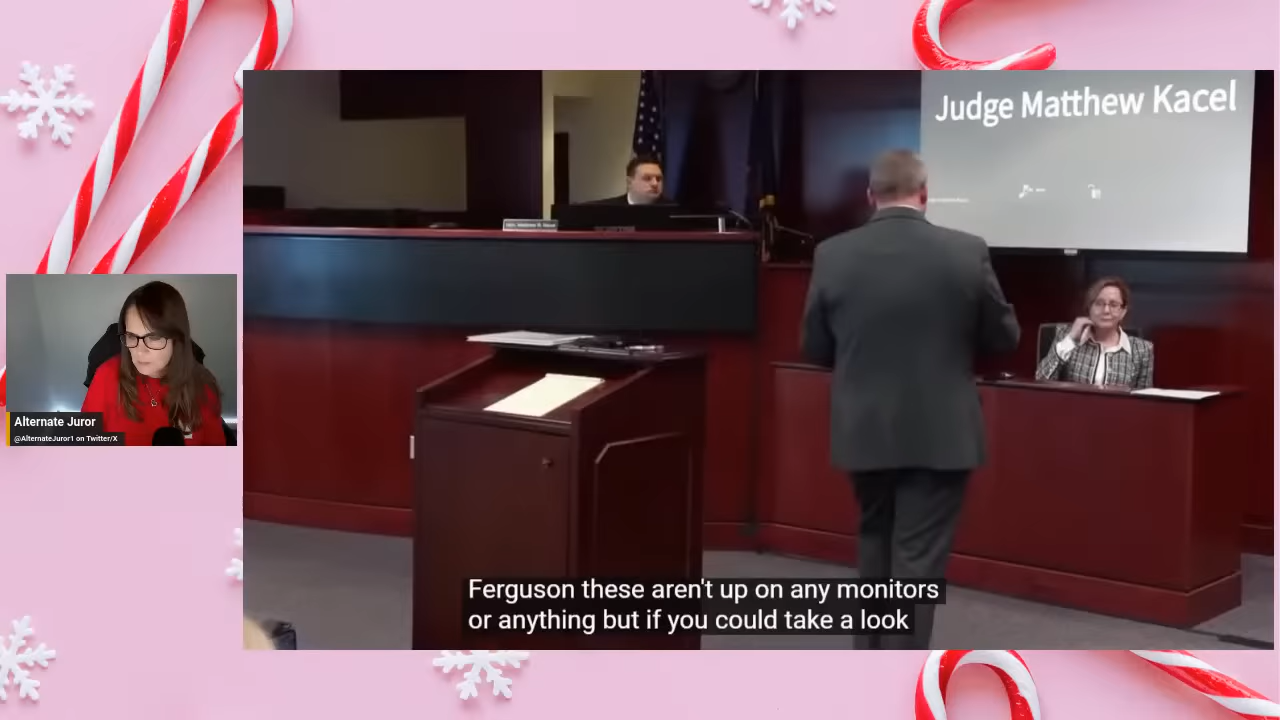 Judge Matthew Kacel
Alternate Juror
@AlternateJuror1 on Twitter/X
Ferguson these aren't up on any monitors
or anything but if you could take a look